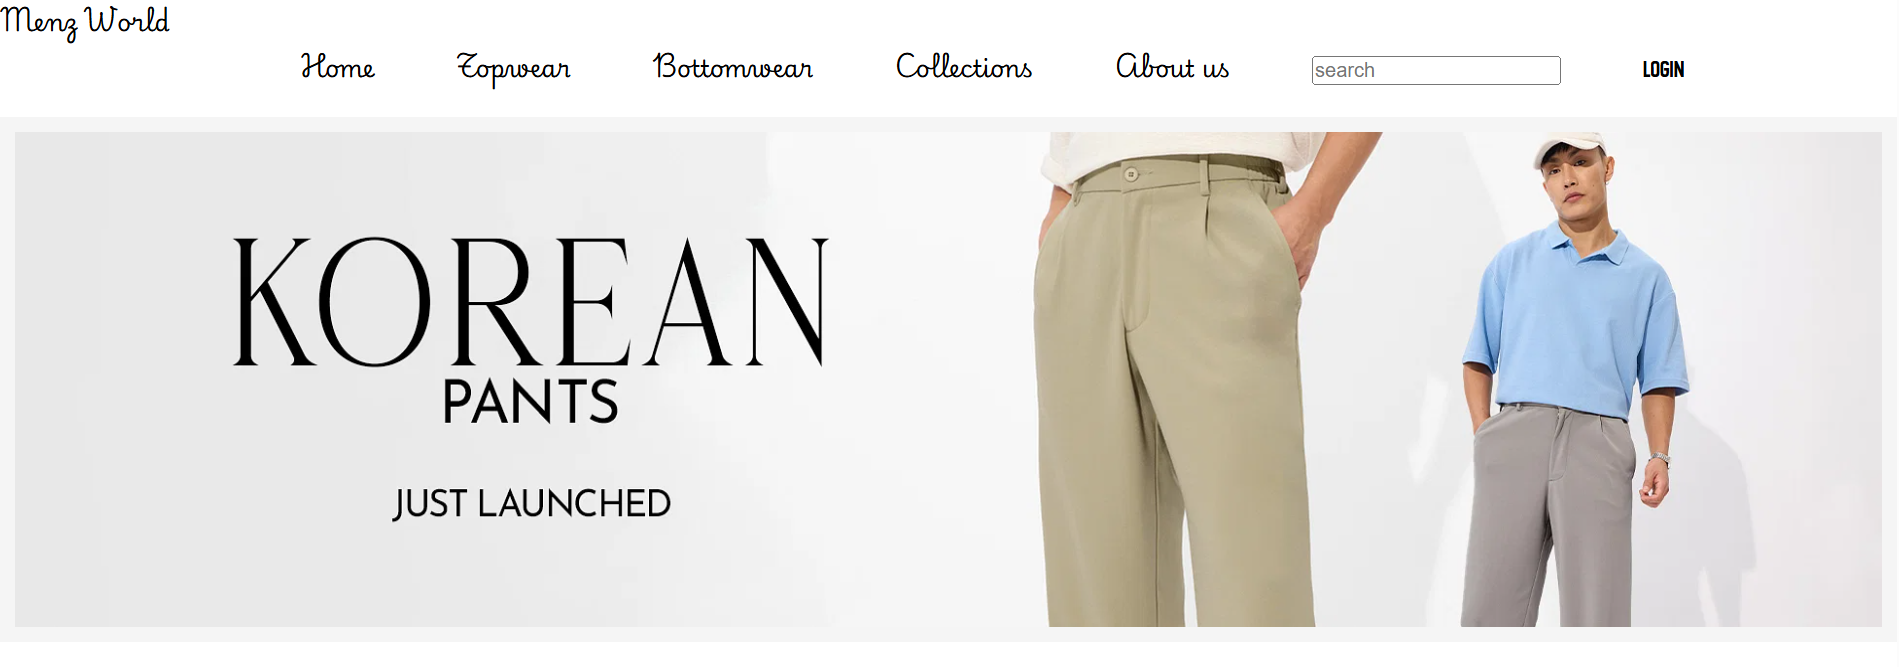 Menz World
Home Topwear Bottomwear Collections About us search LOGIN
KOREAN
PANTS
JUST LAUNCHED